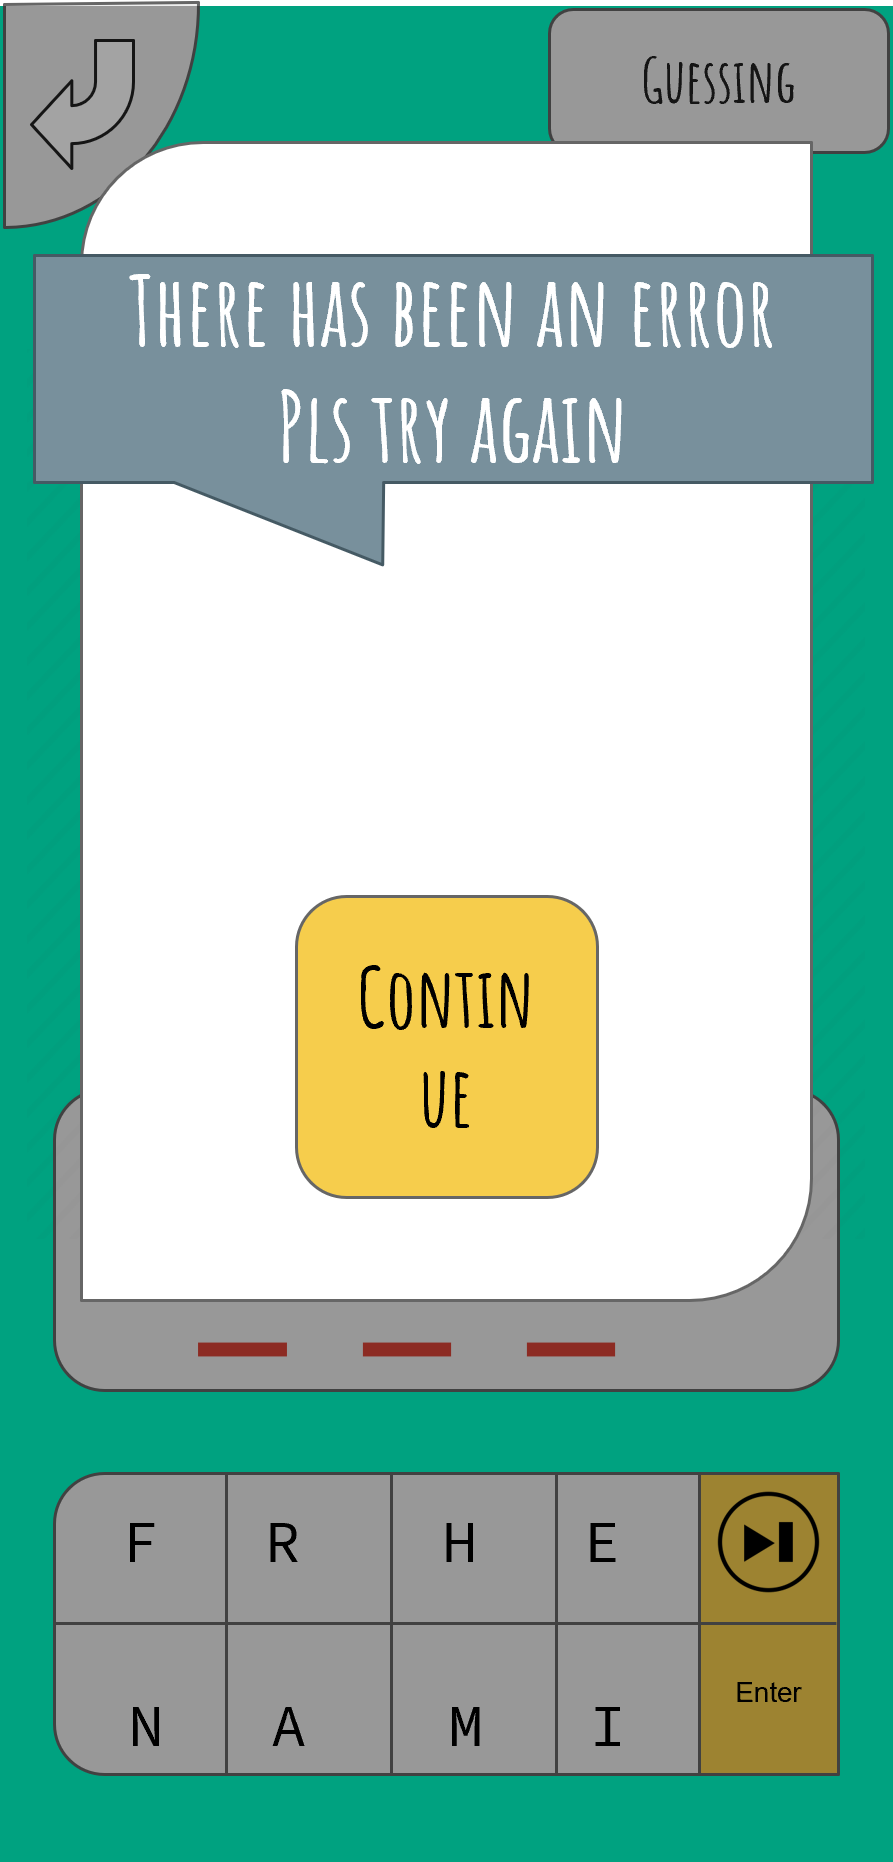 Guessing
There has been an error
Pls try again
Contin
ue
F R H E
N A M I
Enter